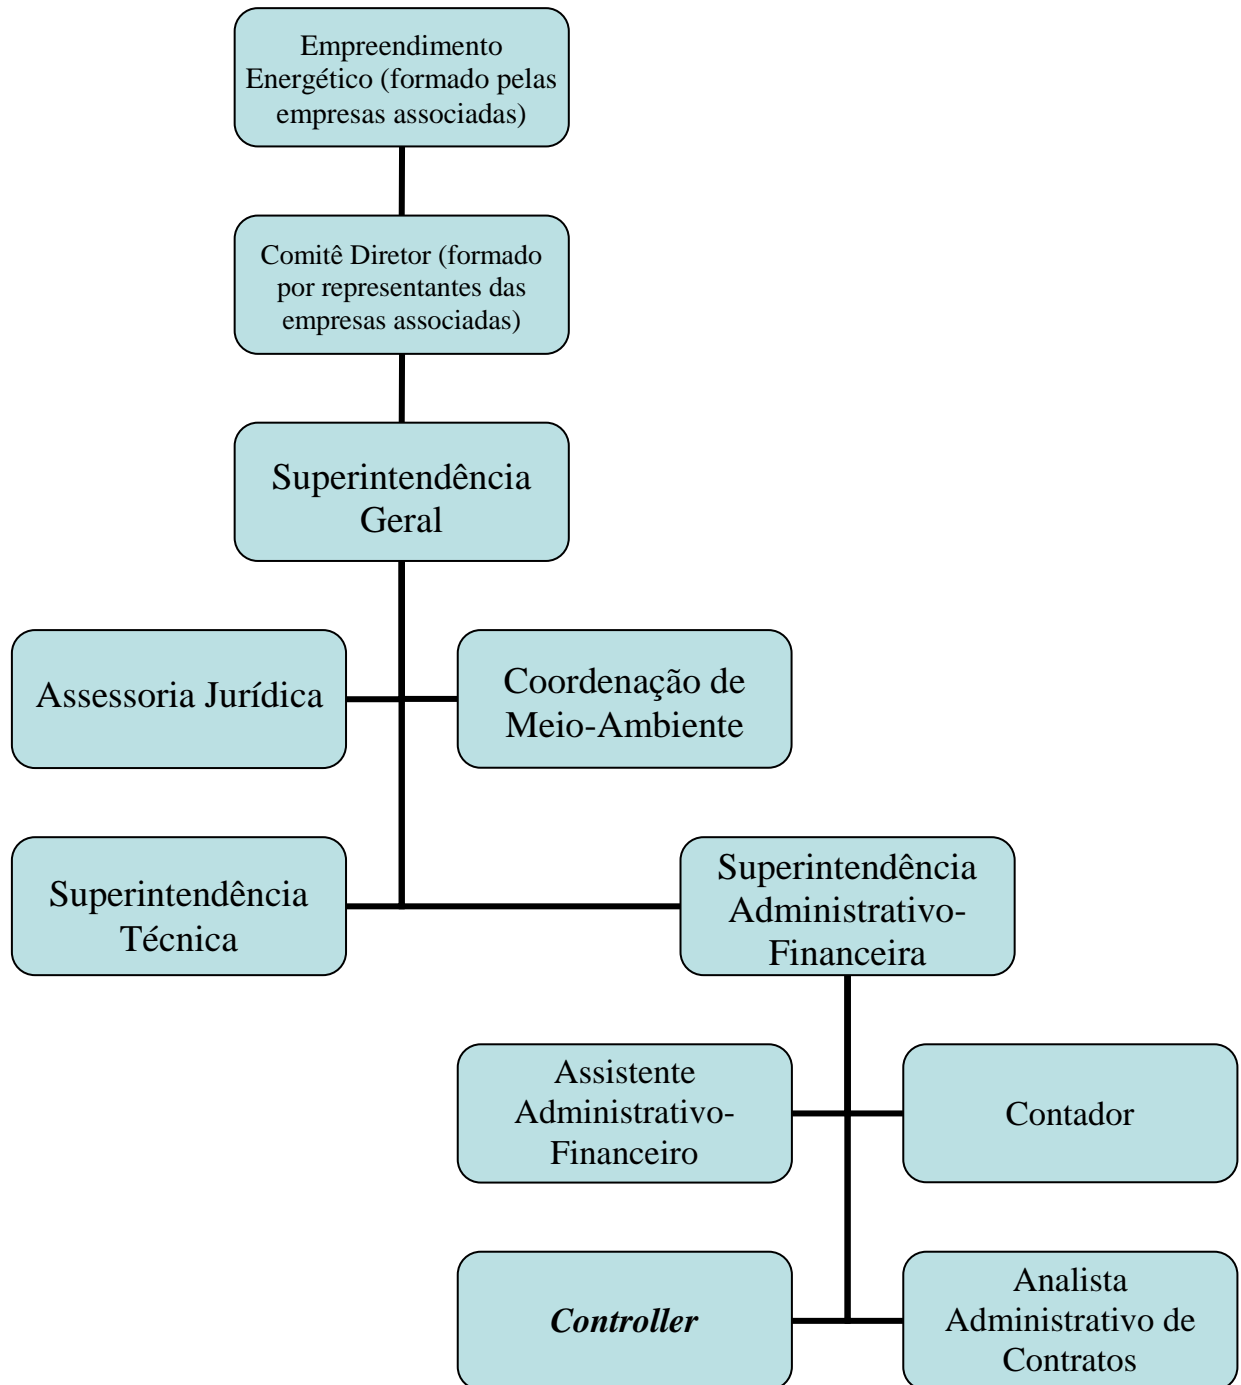 Empreendimento
Energético (formado pelas
empresas associadas)
Comitê Diretor (formado
por representantes das
empresas associadas)
Superintendência
Geral
Assessoria Jurídica
Coordenação de
Meio-Ambiente
Superintendência
Técnica
Superintendência
Administrativo-
Financeira
Assistente
Administrativo-
Financeiro
Contador
Controller
Analista
Administrativo de
Contratos